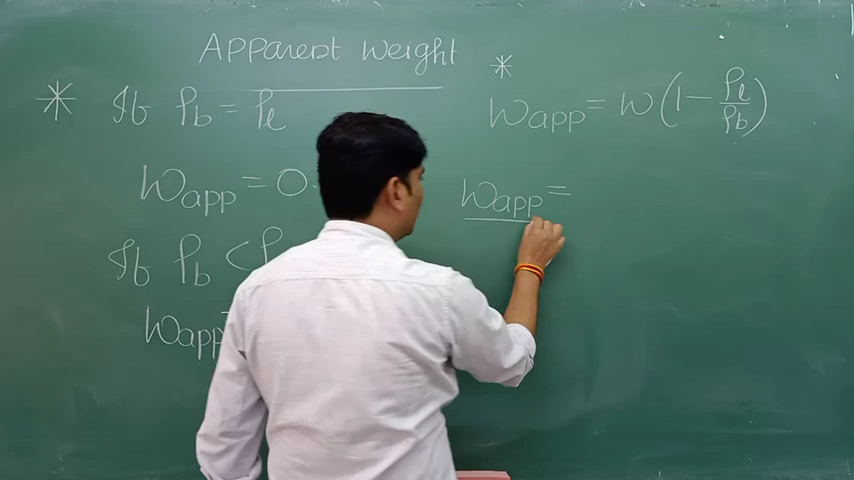 Apparent Weight
* If ρb = ρℓ
Wapp = 0.
If ρb < ρ
Wapp
* Wapp = W(1 - ρℓ/ρb)
Wapp =